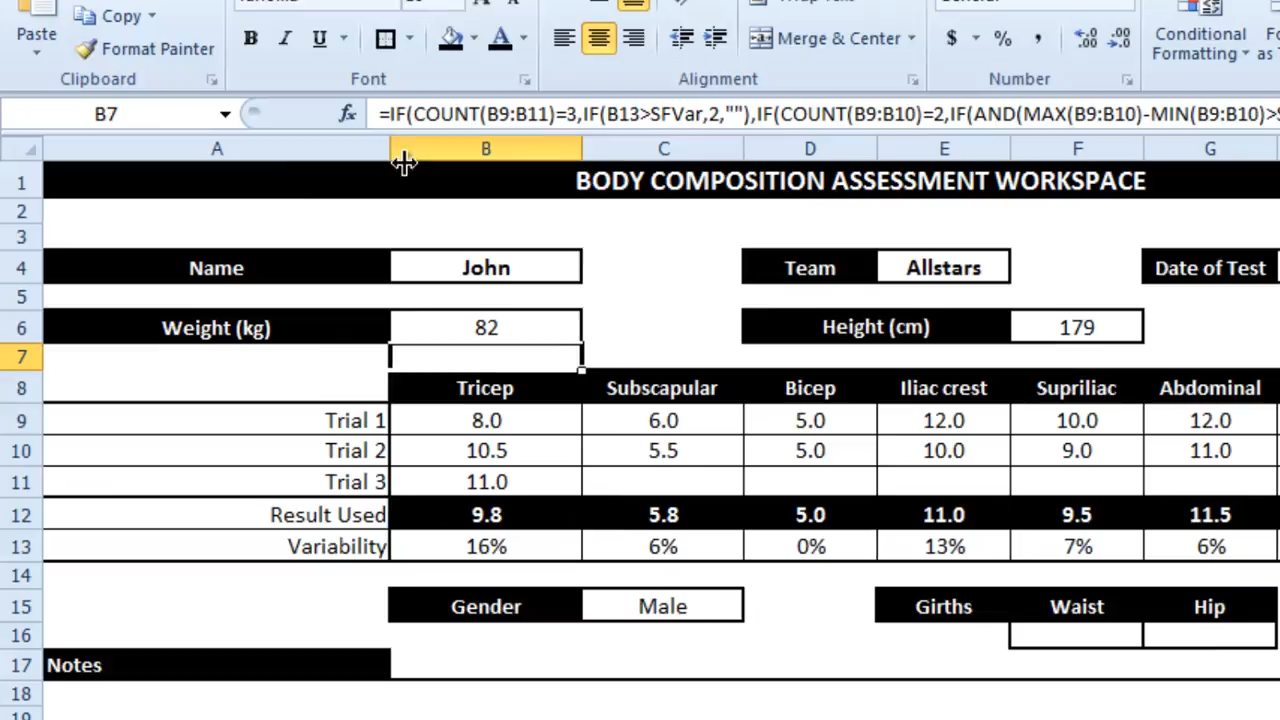 Copy
Paste
Format Painter
B I U A $ % , .00 .00
Merge & Center
Conditional
Formatting as T
Clipboard Font Alignment Number
B7 fx =IF(COUNT(B9:B11)=3,IF(B13>SFVar,2,""),IF(COUNT(B9:B10)=2,IF(AND(MAX(B9:B10)-MIN(B9:B10)>
A B C D E F G
1 BODY COMPOSITION ASSESSMENT WORKSPACE
2
3
4 Name John Team Allstars Date of Test
5
6 Weight (kg) 82 Height (cm) 179
7
8 Tricep Subscapular Bicep Iliac crest Supriliac Abdominal
9 Trial 1 8.0 6.0 5.0 12.0 10.0 12.0
10 Trial 2 10.5 5.5 5.0 10.0 9.0 11.0
11 Trial 3 11.0
12 Result Used 9.8 5.8 5.0 11.0 9.5 11.5
13 Variability 16% 6% 0% 13% 7% 6%
14
15 Gender Male Girths Waist Hip
16
17 Notes
18
19